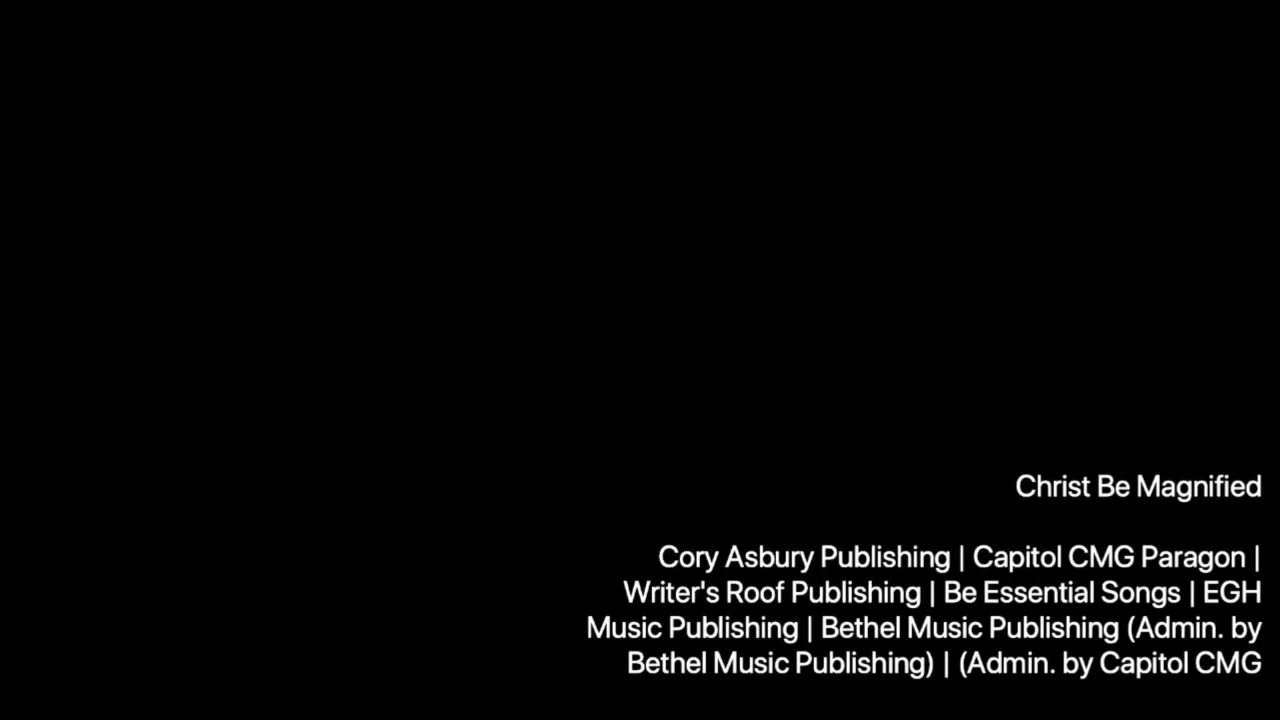 Christ Be Magnified
Cory Asbury Publishing | Capitol CMG Paragon |
Writer's Roof Publishing | Be Essential Songs | EGH
Music Publishing | Bethel Music Publishing (Admin. by
Bethel Music Publishing) | (Admin. by Capitol CMG